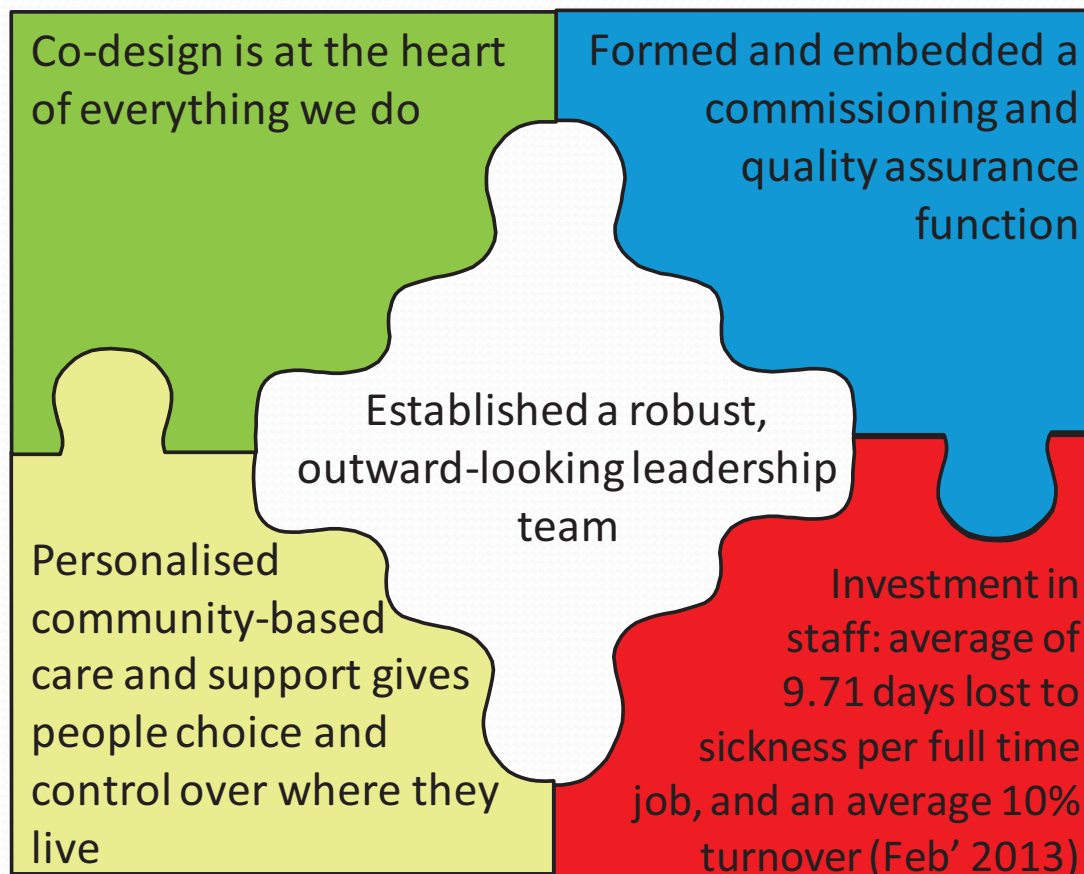 Co-design is at the heart
of everything we do
Formed and embedded a
commissioning and
quality assurance
function
Established a robust,
outward-looking leadership
team
Personalised
community-based
care and support gives
people choice and
control over where they
live
Investment in
staff: average of
9.71 days lost to
sickness per full time
job, and an average 10%
turnover (Feb’ 2013)